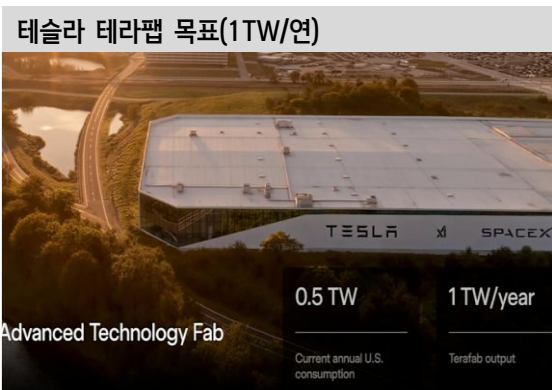 테슬라 테라팹 목표(1TW/연)
TESLA xI SPACEX
0.5 TW
1 TW/year
Advanced Technology Fab
Current annual U.S.
consumption
Terafab output